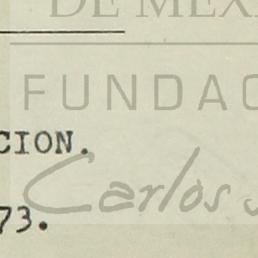 DE MEX
FUNDAC
CION.
Carlos S
73.